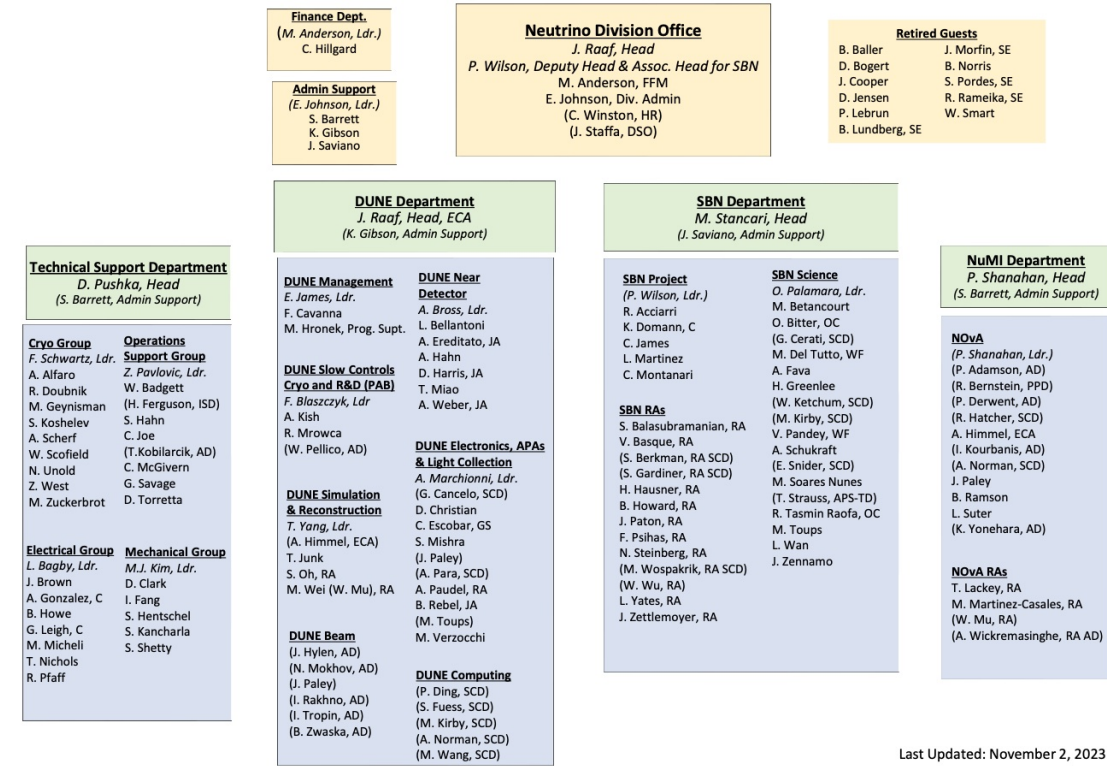 Finance Dept.
(M. Anderson, Ldr.)
C. Hillgard
Admin Support
(E. Johnson, Ldr.)
S. Barrett
K. Gibson
J. Saviano
Neutrino Division Office
J. Raaf, Head
P. Wilson, Deputy Head & Assoc. Head for SBN
M. Anderson, FFM
E. Johnson, Div. Admin
(C. Winston, HR)
(J. Staffa, DSO)
Retired Guests
B. Baller
D. Bogert
J. Cooper
D. Jensen
P. Lebrun
B. Lundberg, SE
J. Morfin, SE
B. Norris
S. Pordes, SE
R. Rameika, SE
W. Smart
Technical Support Department
D. Pushka, Head
(S. Barrett, Admin Support)
Cryo Group
F. Schwartz, Ldr.
A. Alfaro
R. Doubnik
M. Geynisman
S. Koshelev
A. Scherf
W. Scofield
N. Unold
Z. West
M. Zuckerbrot
Operations
Support Group
Z. Pavlovic, Ldr.
W. Badgett
(H. Ferguson, ISD)
S. Hahn
C. Joe
(T.Kobilarcik, AD)
C. McGivern
G. Savage
D. Torretta
Electrical Group
L. Bagby, Ldr.
J. Brown
A. Gonzalez, C
B. Howe
G. Leigh, C
M. Micheli
T. Nichols
R. Pfaff
Mechanical Group
M.J. Kim, Ldr.
D. Clark
I. Fang
S. Hentschel
S. Kancharla
S. Shetty
DUNE Department
J. Raaf, Head, ECA
(K. Gibson, Admin Support)
DUNE Management
E. James, Ldr.
F. Cavanna
M. Hronek, Prog. Supt.
DUNE Slow Controls
Cryo and R&D (PAB)
F. Blaszczyk, Ldr
A. Kish
R. Mrowca
(W. Pellico, AD)
DUNE Simulation
& Reconstruction
T. Yang, Ldr.
(A. Himmel, ECA)
T. Junk
S. Oh, RA
M. Wei (W. Mu), RA
DUNE Beam
(J. Hylen, AD)
(N. Mokhov, AD)
(J. Paley)
(I. Rakhno, AD)
(I. Tropin, AD)
(B. Zwaska, AD)
DUNE Near
Detector
A. Bross, Ldr.
L. Bellantoni
A. Ereditato, JA
A. Hahn
D. Harris, JA
T. Miao
A. Weber, JA
DUNE Electronics, APAs
& Light Collection
A. Marchionni, Ldr.
(G. Cancelo, SCD)
D. Christian
C. Escobar, GS
S. Mishra
(J. Paley)
(A. Para, SCD)
A. Paudel, RA
B. Rebel, JA
(M. Toups)
M. Verzocchi
DUNE Computing
(P. Ding, SCD)
(S. Fuess, SCD)
(M. Kirby, SCD)
(A. Norman, SCD)
(M. Wang, SCD)
SBN Department
M. Stancari, Head
(J. Saviano, Admin Support)
SBN Project
(P. Wilson, Ldr.)
R. Acciarri
K. Domann, C
C. James
L. Martinez
C. Montanari
SBN RAs
S. Balasubramanian, RA
V. Basque, RA
(S. Berkman, RA SCD)
(S. Gardiner, RA SCD)
H. Hausner, RA
B. Howard, RA
J. Paton, RA
F. Psihas, RA
N. Steinberg, RA
(M. Wospakrik, RA SCD)
(W. Wu, RA)
L. Yates, RA
J. Zettlemoyer, RA
SBN Science
O. Palamara, Ldr.
M. Betancourt
O. Bitter, OC
(G. Cerati, SCD)
M. Del Tutto, WF
A. Fava
H. Greenlee
(W. Ketchum, SCD)
(M. Kirby, SCD)
V. Pandey, WF
A. Schukraft
(E. Snider, SCD)
M. Soares Nunes
(T. Strauss, APS-TD)
R. Tasmin Raofa, OC
M. Toups
L. Wan
J. Zennamo
NuMI Department
P. Shanahan, Head
(S. Barrett, Admin Support)
NOvA
(P. Shanahan, Ldr.)
(P. Adamson, AD)
(R. Bernstein, PPD)
(P. Derwent, AD)
(R. Hatcher, SCD)
A. Himmel, ECA
(I. Kourbanis, AD)
(A. Norman, SCD)
J. Paley
B. Ramson
L. Suter
(K. Yonehara, AD)
NOvA RAs
T. Lackey, RA
M. Martinez-Casales, RA
(W. Mu, RA)
(A. Wickremasinghe, RA AD)
Last Updated: November 2, 2023